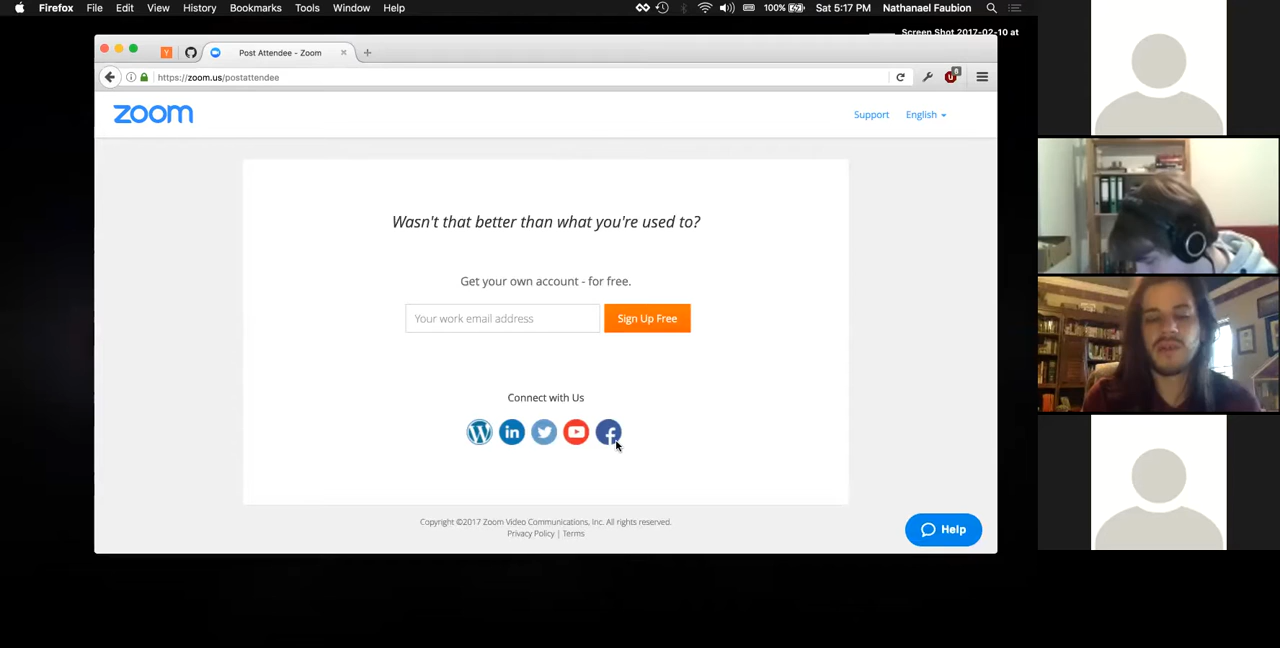 Firefox File Edit View History Bookmarks Tools Window Help 100% Sat 5:17 PM Nathanael Faubion
Screen Shot 2017-02-10 at
Post Attendee - Zoom
https://zoom.us/postattendee
zoom Support English
Wasn't that better than what you're used to?
Get your own account - for free.
Your work email address Sign Up Free
Connect with Us
Copyright ©2017 Zoom Video Communications, Inc. All rights reserved.
Privacy Policy | Terms
Help